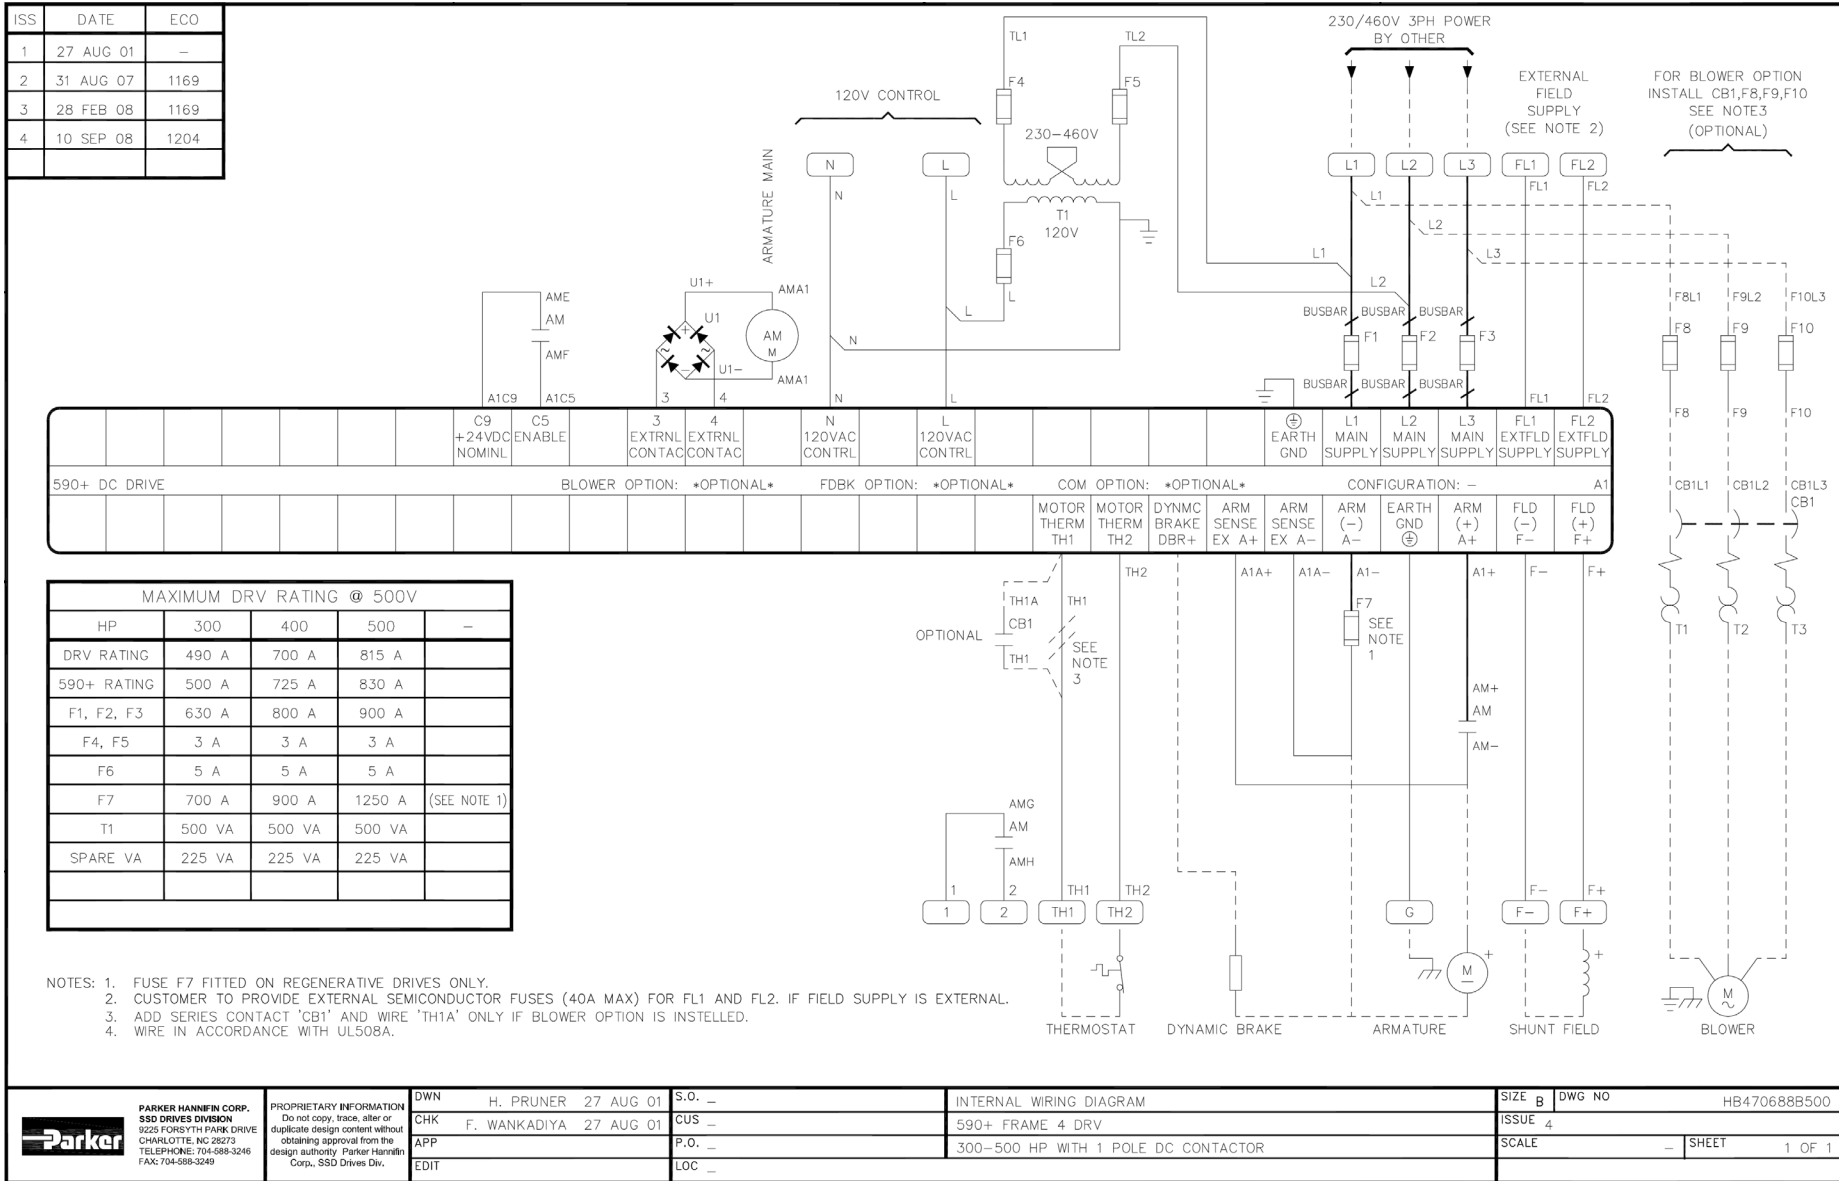 ISS DATE ECO
1 27 AUG 01 –
2 31 AUG 07 1169
3 28 FEB 08 1169
4 10 SEP 08 1204
230/460V 3PH POWER
BY OTHER
TL1 TL2
F4 F5
120V CONTROL
230–460V
EXTERNAL
FIELD
SUPPLY
(SEE NOTE 2)
FOR BLOWER OPTION
INSTALL CB1,F8,F9,F10
SEE NOTE3
(OPTIONAL)
ARMATURE MAIN
N L L1 L2 L3 FL1 FL2
N L L1 FL1 FL2
T1
120V
L2
F6
L1 L3
L
L2
U1+ AMA1
AME
AM
AMF
U1
+
~ ~
–
U1–
AM
M
AMA1
L
N
BUSBAR BUSBAR BUSBAR
F1 F2 F3
BUSBAR BUSBAR BUSBAR
F8L1 F9L2 F10L3
F8 F9 F10
F8 F9 F10
A1C9 A1C5 3 4 N L FL1 FL2
C9 C5 3 4 N L L1 L2 L3 FL1 FL2
+24VDC ENABLE EXTRNL EXTRNL 120VAC 120VAC EARTH MAIN MAIN MAIN EXTFLD EXTFLD
NOMINL CONTAC CONTAC CONTRL CONTRL GND SUPPLY SUPPLY SUPPLY SUPPLY SUPPLY
590+ DC DRIVE BLOWER OPTION: *OPTIONAL* FDBK OPTION: *OPTIONAL* COM OPTION: *OPTIONAL* CONFIGURATION: – A1
MOTOR MOTOR DYNMC ARM ARM ARM EARTH ARM FLD FLD
THERM THERM BRAKE SENSE SENSE (–) GND (+) (–) (+)
TH1 TH2 DBR+ EX A+ EX A– A– A+ F– F+
CB1L1 CB1L2 CB1L3
CB1
T1 T2 T3
TH2 A1A+ A1A– A1– A1+ F– F+
TH1A TH1
CB1
OPTIONAL
TH1
SEE
NOTE
3
F7
SEE
NOTE
1
AM+
AM
AM–
MAXIMUM DRV RATING @ 500V
HP 300 400 500 –
DRV RATING 490 A 700 A 815 A
590+ RATING 500 A 725 A 830 A
F1, F2, F3 630 A 800 A 900 A
F4, F5 3 A 3 A 3 A
F6 5 A 5 A 5 A
F7 700 A 900 A 1250 A (SEE NOTE 1)
T1 500 VA 500 VA 500 VA
SPARE VA 225 VA 225 VA 225 VA
AMG
AM
AMH
1 2 TH1 TH2 F– F+
1 2 TH1 TH2 G F– F+
M
–
+
+
M
~
THERMOSTAT DYNAMIC BRAKE ARMATURE SHUNT FIELD BLOWER
NOTES: 1. FUSE F7 FITTED ON REGENERATIVE DRIVES ONLY.
2. CUSTOMER TO PROVIDE EXTERNAL SEMICONDUCTOR FUSES (40A MAX) FOR FL1 AND FL2. IF FIELD SUPPLY IS EXTERNAL.
3. ADD SERIES CONTACT 'CB1' AND WIRE 'TH1A' ONLY IF BLOWER OPTION IS INSTELLED.
4. WIRE IN ACCORDANCE WITH UL508A.
Parker
PARKER HANNIFIN CORP.
SSD DRIVES DIVISION
9225 FORSYTH PARK DRIVE
CHARLOTTE, NC 28273
TELEPHONE: 704-588-3246
FAX: 704-588-3249
PROPRIETARY INFORMATION
Do not copy, trace, alter or
duplicate design content without
obtaining approval from the
design authority Parker Hannifin
Corp., SSD Drives Div.
DWN H. PRUNER 27 AUG 01
CHK F. WANKADIYA 27 AUG 01
APP
EDIT
S.O. –
CUS –
P.O. –
LOC –
INTERNAL WIRING DIAGRAM
590+ FRAME 4 DRV
300–500 HP WITH 1 POLE DC CONTACTOR
SIZE B DWG NO HB470688B500
ISSUE 4
SCALE – SHEET 1 OF 1